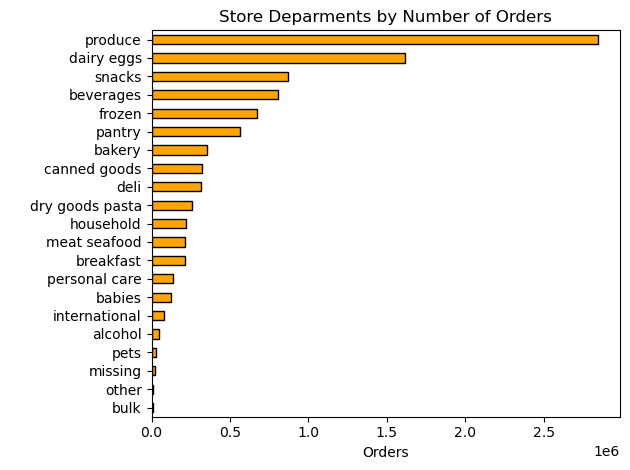 Store Deparments by Number of Orders
produce
dairy eggs
snacks
beverages
frozen
pantry
bakery
canned goods
deli
dry goods pasta
household
meat seafood
breakfast
personal care
babies
international
alcohol
pets
missing
other
bulk
0.0 0.5 1.0 1.5 2.0 2.5
Orders
1e6